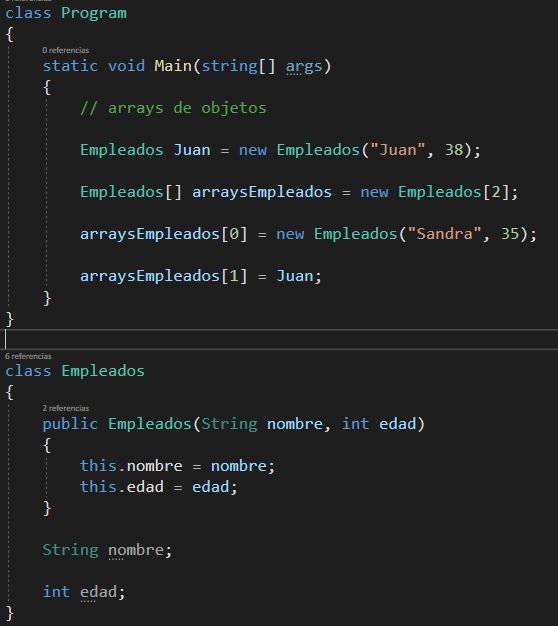 class Program
{
0 referencias
static void Main(string[] args)
{
// arrays de objetos
Empleados Juan = new Empleados("Juan", 38);
Empleados[] arraysEmpleados = new Empleados[2];
arraysEmpleados[0] = new Empleados("Sandra", 35);
arraysEmpleados[1] = Juan;
}
}
6 referencias
class Empleados
{
2 referencias
public Empleados(String nombre, int edad)
{
this.nombre = nombre;
this.edad = edad;
}
String nombre;
int edad;
}